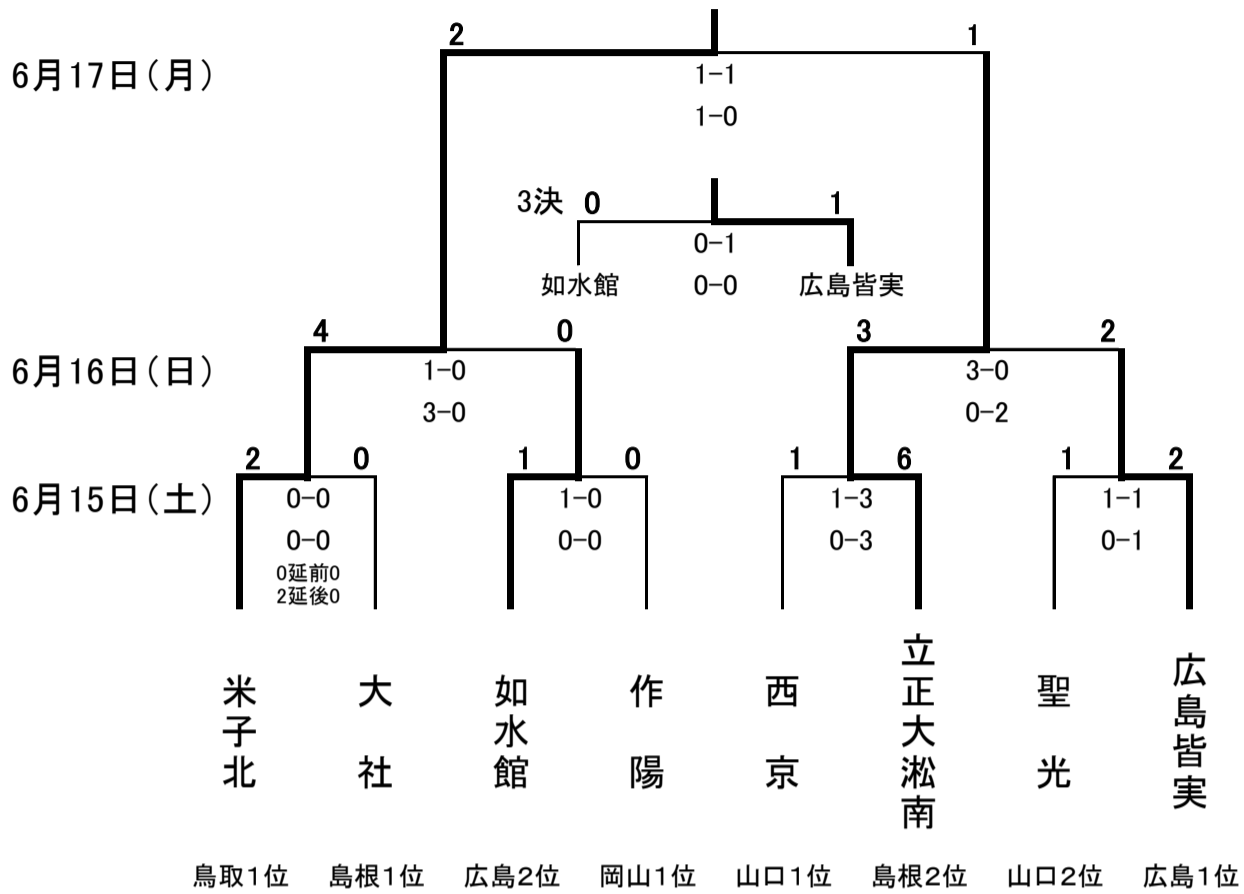 2 1
6月17日(月)
1-1
1-0
3決 0 1
0-1
如水館 0-0 広島皆実
4 0 3 2
6月16日(日)
1-0 3-0
3-0 0-2
2 0 1 0 1 6 1 2
6月15日(土)
0-0 1-0 1-3 1-1
0-0 0-0 0-3 0-1
0延前0
2延後0
米子北
大社
如水館
作陽
西京
立正大淞南
聖光
広島皆実
鳥取1位 島根1位 広島2位 岡山1位 山口1位 島根2位 山口2位 広島1位